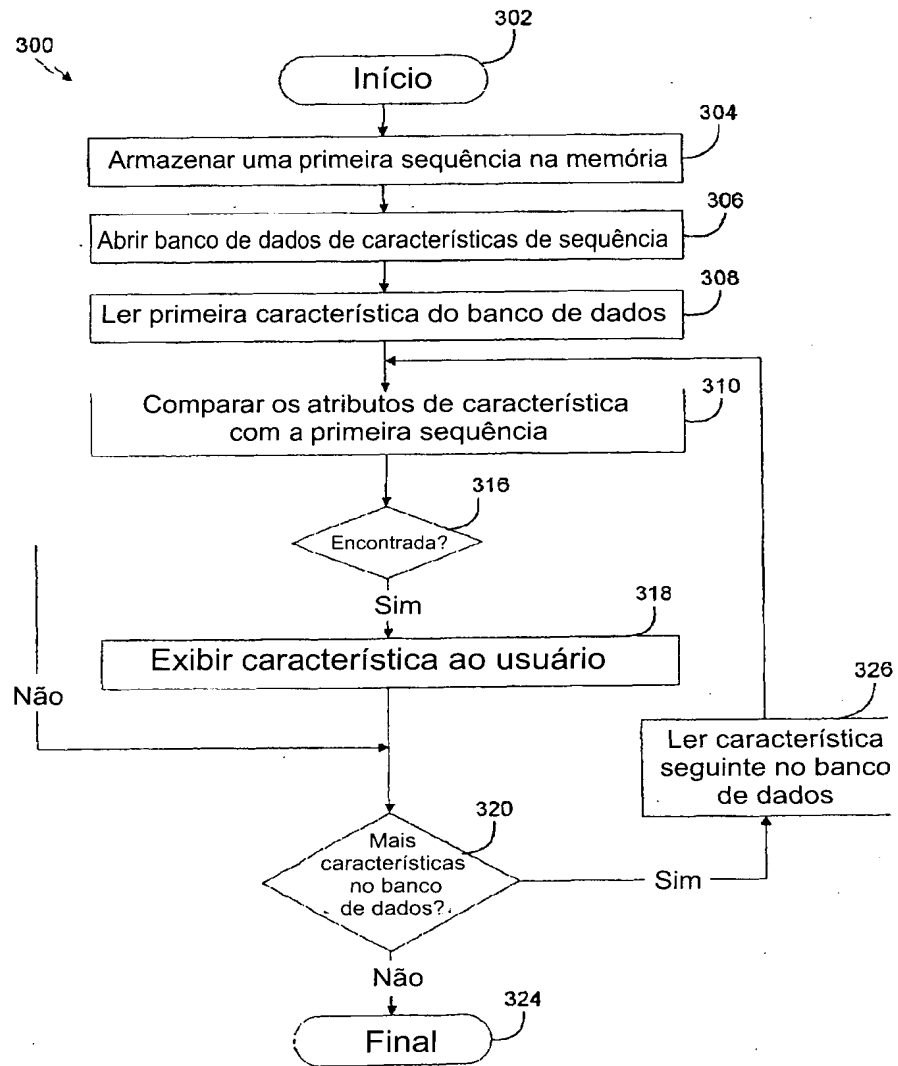 302
300
Início
304
Armazenar uma primeira sequência na memória
306
Abrir banco de dados de características de sequência
308
Ler primeira característica do banco de dados
310
Comparar os atributos de característica
com a primeira sequência
316
Encontrada?
Sim
318
Exibir característica ao usuário
Não
326
Ler característica
seguinte no banco
de dados
320
Mais
características
no banco
de dados?
Sim
Não
324
Final